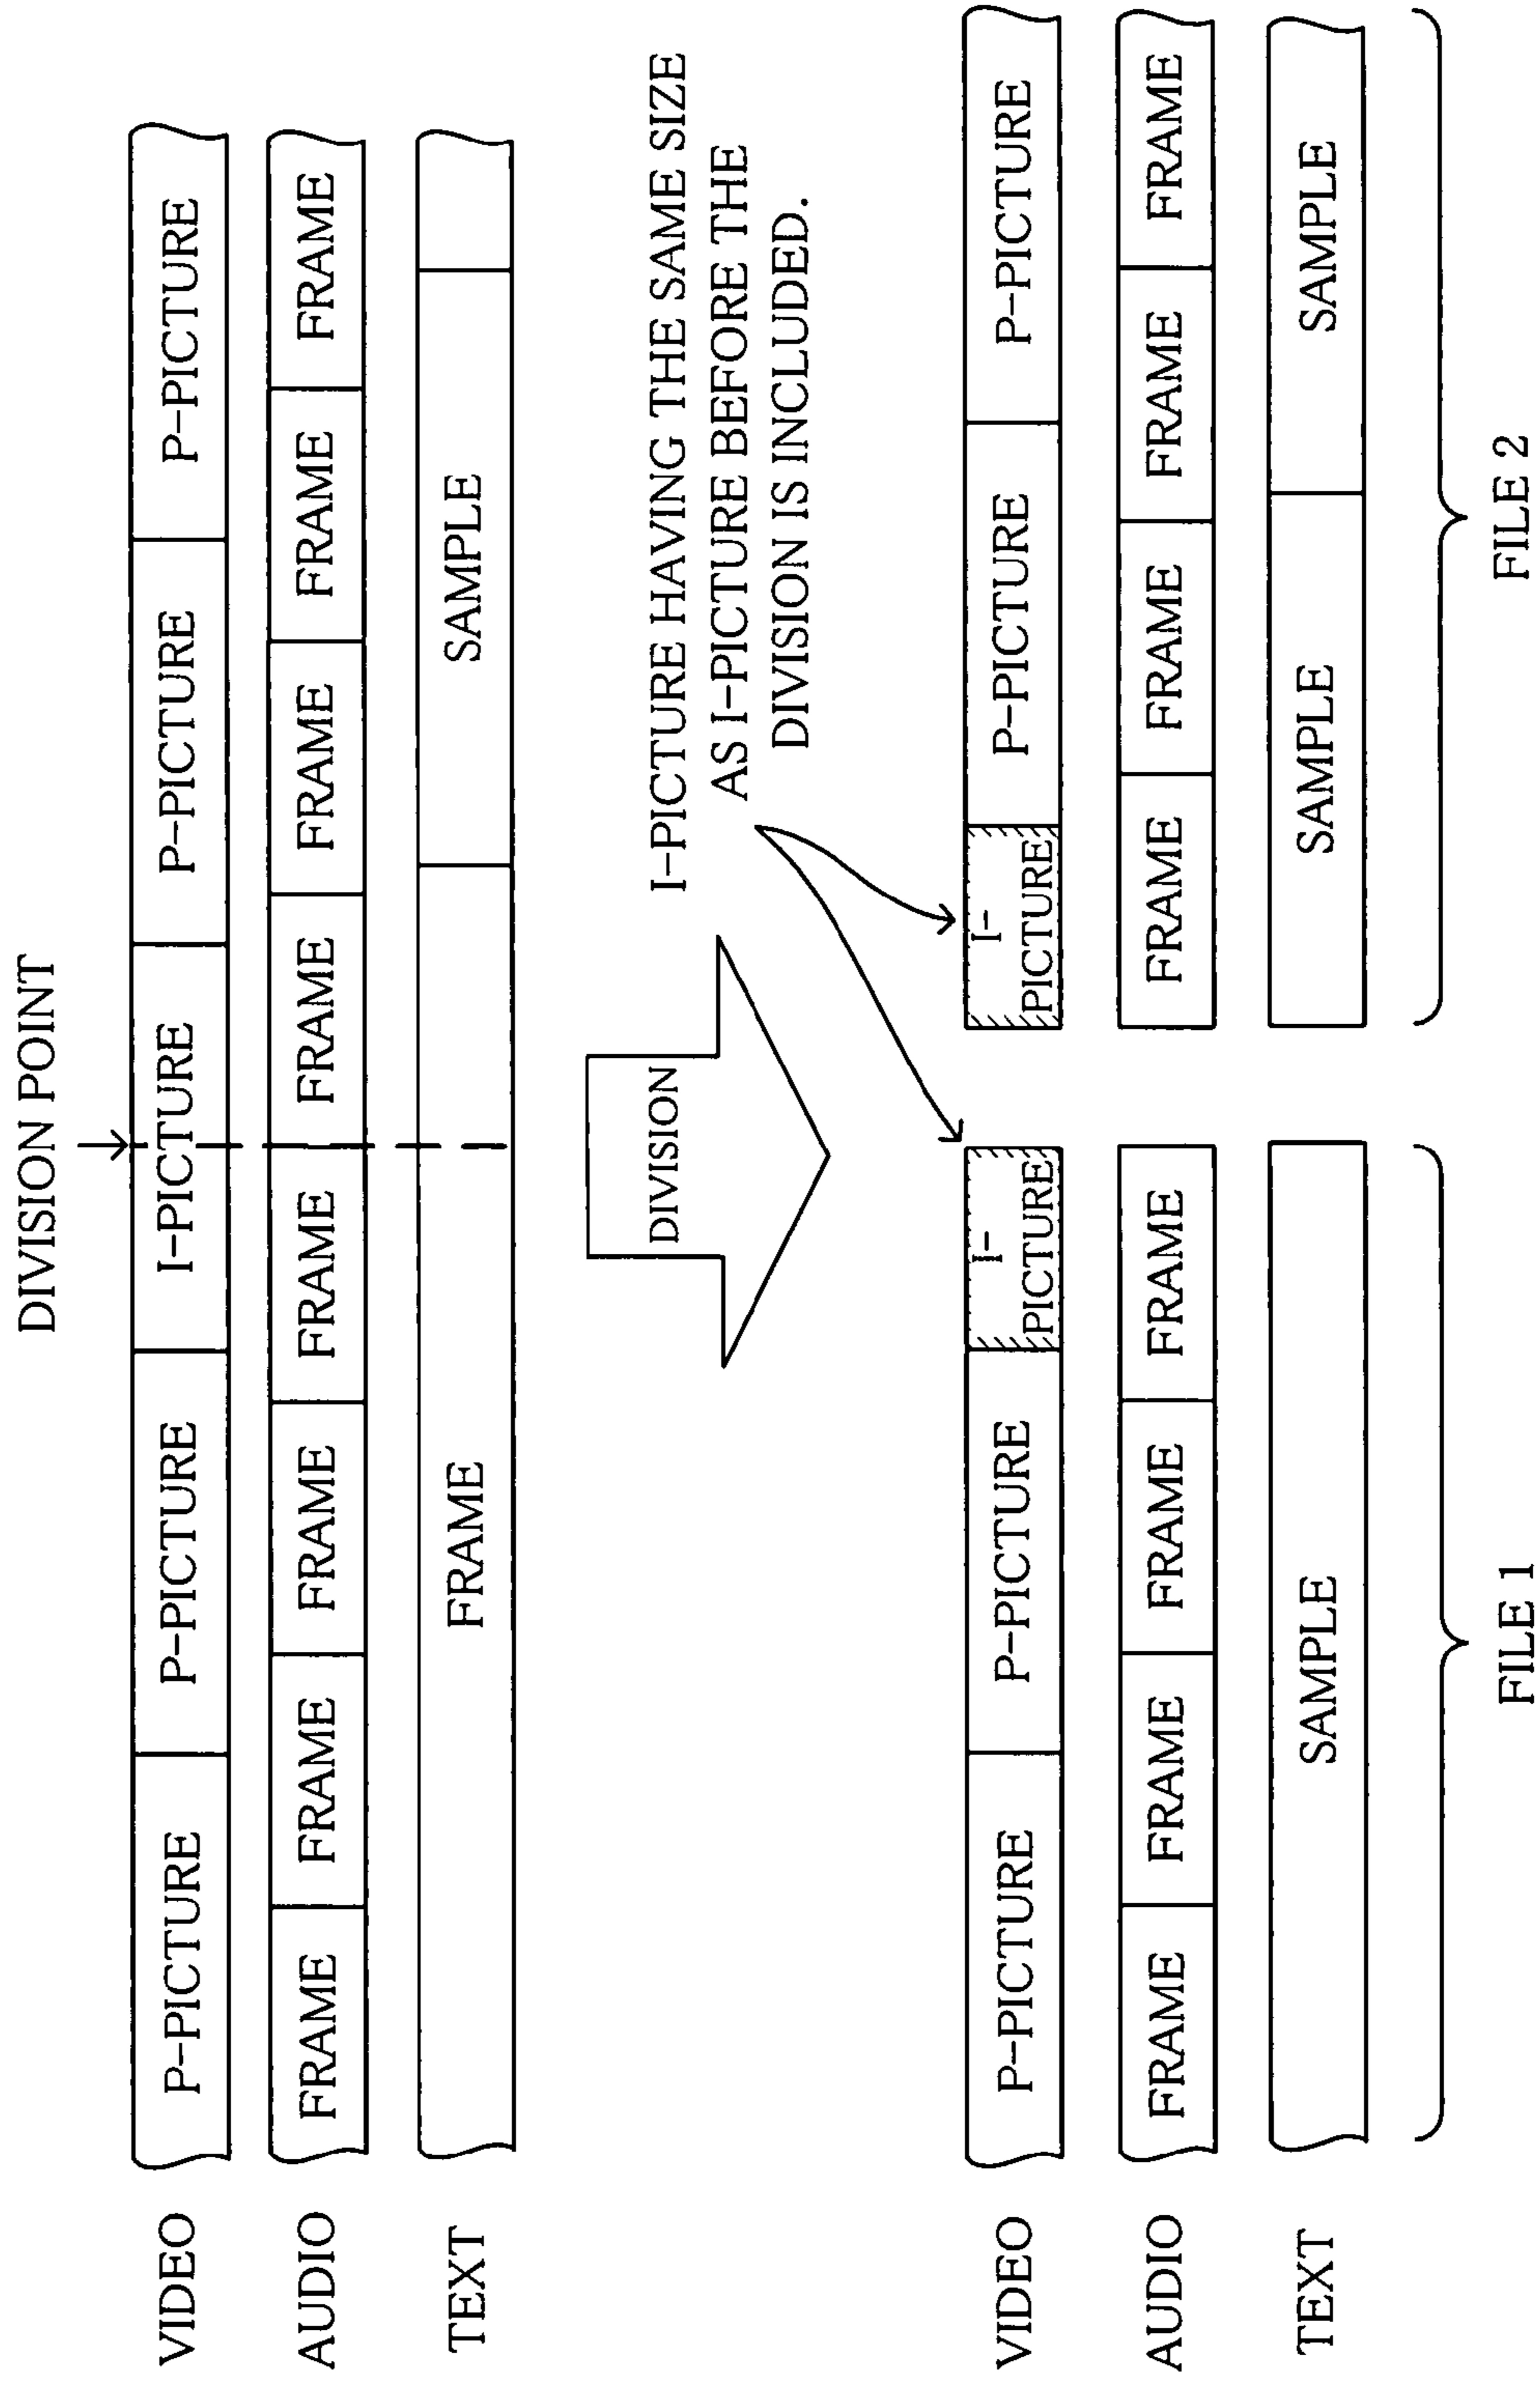 DIVISION POINT
VIDEO
P-PICTURE
P-PICTURE
I-PICTURE
P-PICTURE
P-PICTURE
AUDIO
FRAME
FRAME
FRAME
FRAME
FRAME
FRAME
FRAME
FRAME
TEXT
FRAME
SAMPLE
DIVISION
I-PICTURE HAVING THE SAME SIZE
AS I-PICTURE BEFORE THE
DIVISION IS INCLUDED.
VIDEO
P-PICTURE
P-PICTURE
I-
PICTURE
I-
PICTURE
P-PICTURE
P-PICTURE
AUDIO
FRAME
FRAME
FRAME
FRAME
FRAME
FRAME
FRAME
FRAME
TEXT
SAMPLE
SAMPLE
SAMPLE
FILE 1
FILE 2